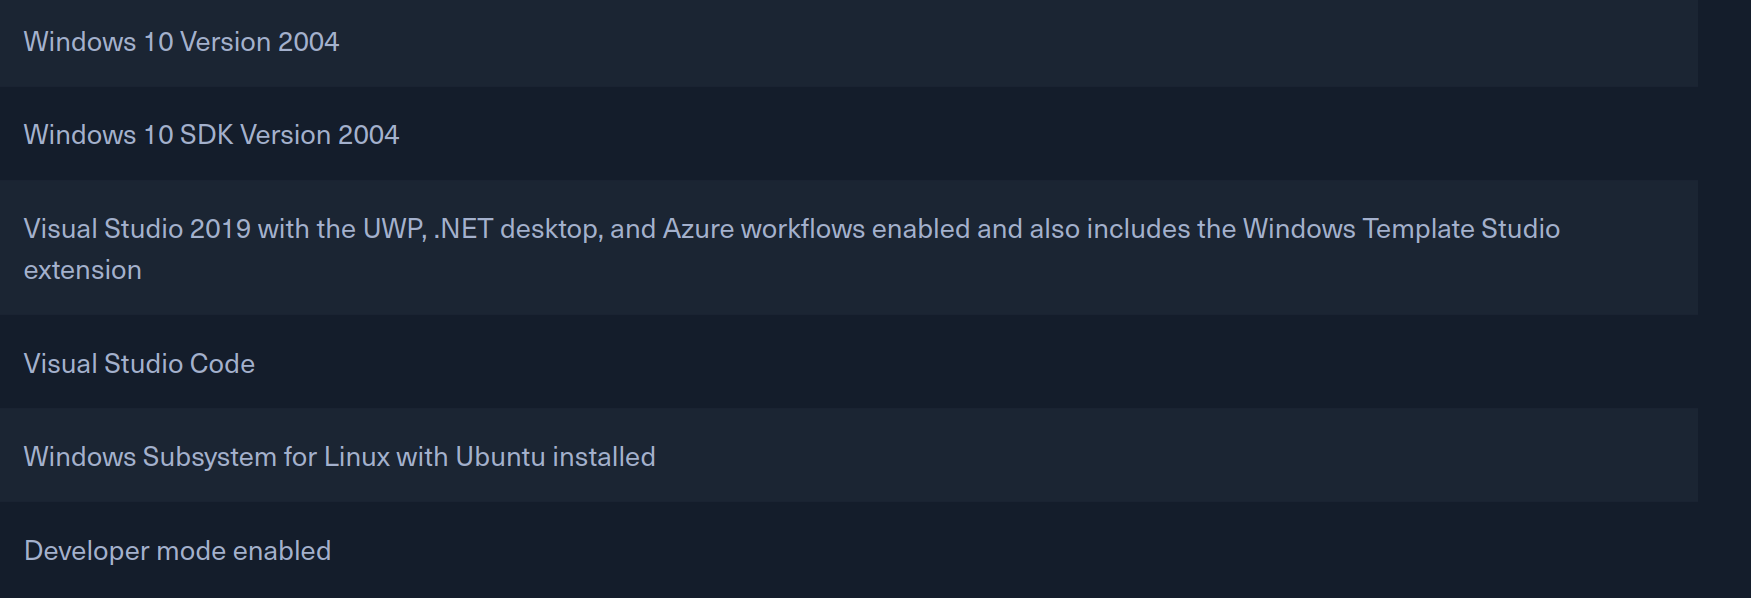 Windows 10 Version 2004
Windows 10 SDK Version 2004
Visual Studio 2019 with the UWP, .NET desktop, and Azure workflows enabled and also includes the Windows Template Studio
extension
Visual Studio Code
Windows Subsystem for Linux with Ubuntu installed
Developer mode enabled